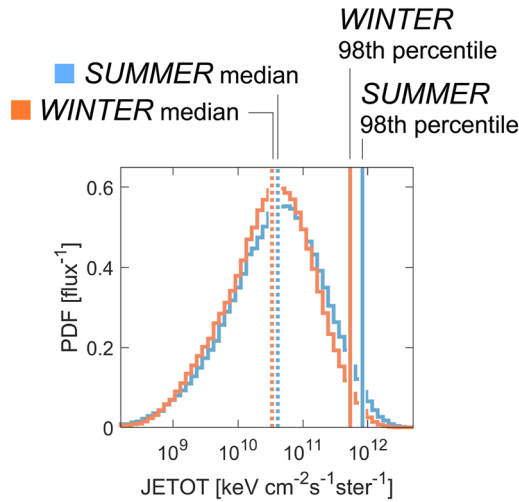 WINTER
98th percentile
SUMMER median
SUMMER
WINTER median
98th percentile
0.6
0.4
0.2
0
PDF [flux⁻¹]
10⁹ 10¹⁰ 10¹¹ 10¹²
JETOT [keV cm⁻²s⁻¹ster⁻¹]